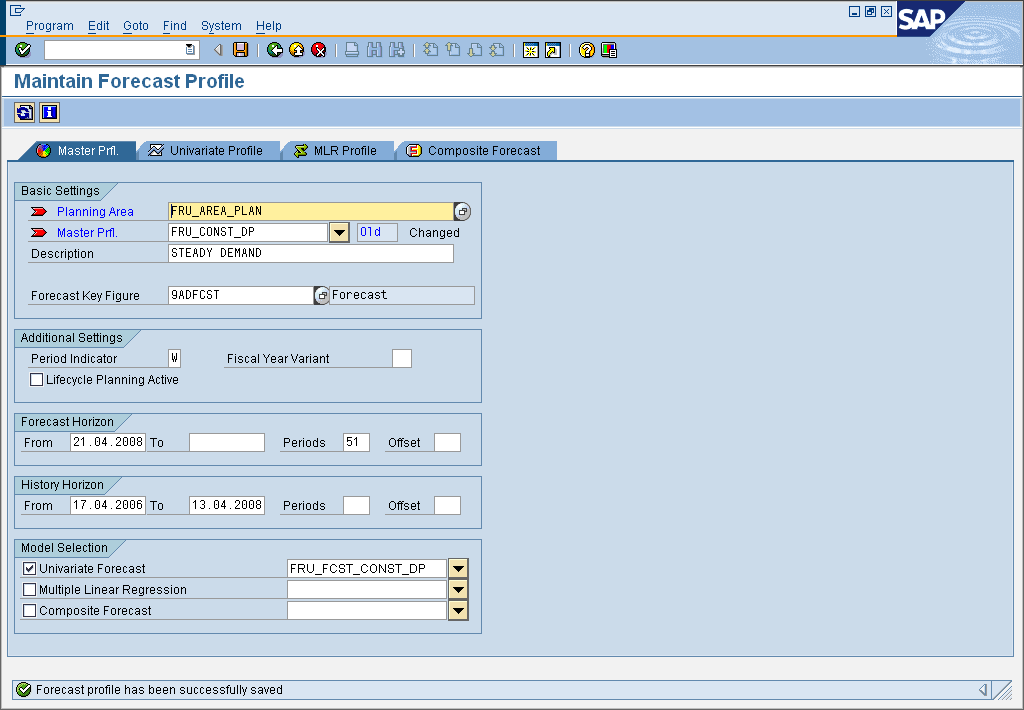 Program Edit Goto Find System Help
SAP
Maintain Forecast Profile
Master Prfl. Univariate Profile MLR Profile Composite Forecast
Basic Settings
Planning Area FRU_AREA_PLAN
Master Prfl. FRU_CONST_DP Old Changed
Description STEADY DEMAND
Forecast Key Figure 9ADFCST Forecast
Additional Settings
Period Indicator W Fiscal Year Variant
Lifecycle Planning Active
Forecast Horizon
From 21.04.2008 To Periods 51 Offset
History Horizon
From 17.04.2006 To 13.04.2008 Periods Offset
Model Selection
Univariate Forecast FRU_FCST_CONST_DP
Multiple Linear Regression
Composite Forecast
Forecast profile has been successfully saved